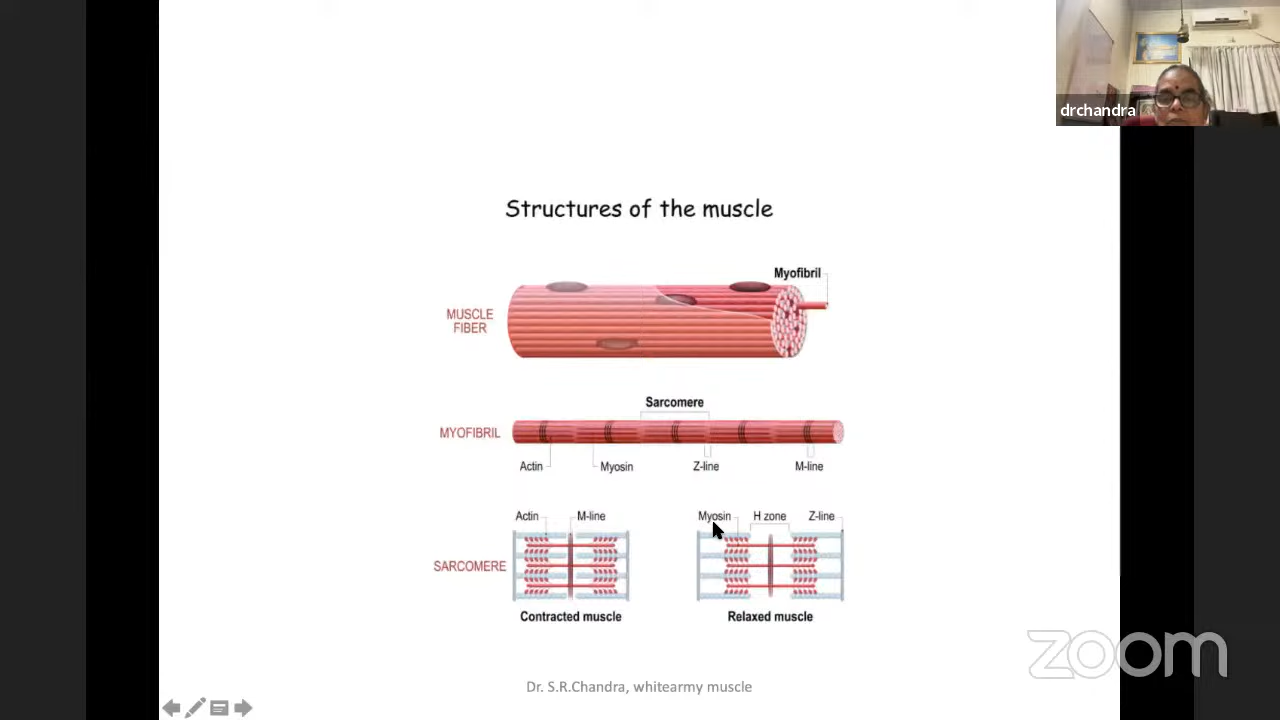 drchandra
Structures of the muscle
Myofibril
MUSCLE
FIBER
Sarcomere
MYOFIBRIL
Actin
Myosin
Z-line
M-line
Actin
M-line
Myosin
H zone
Z-line
SARCOMERE
Contracted muscle
Relaxed muscle
zoom
Dr. S.R.Chandra, whitearmy muscle